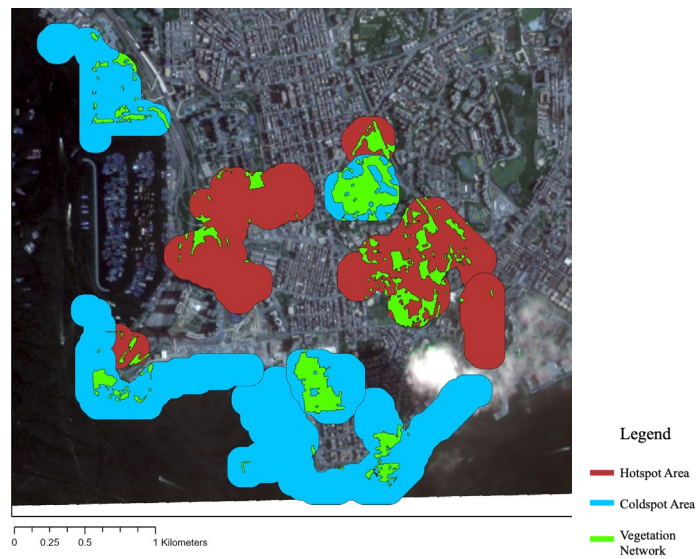 Legend
Hotspot Area
Coldspot Area
Vegetation
Network
0 0.25 0.5 1 Kilometers